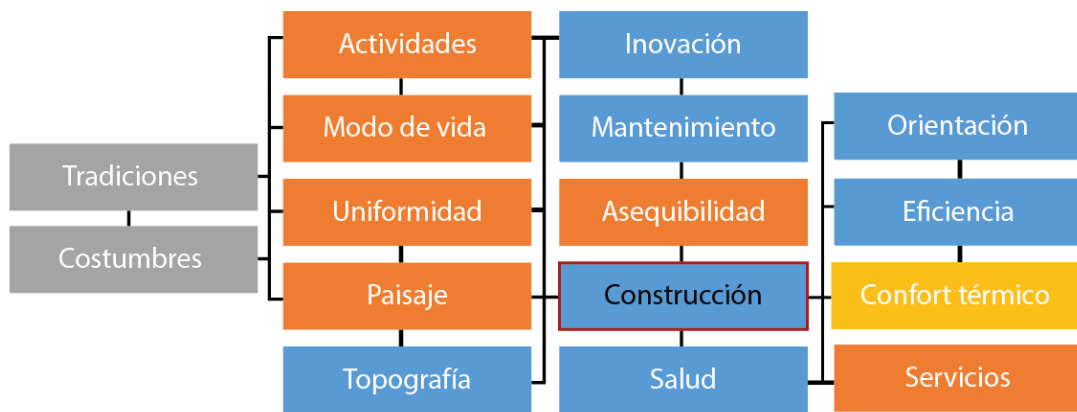 Tradiciones
Costumbres
Actividades
Modo de vida
Uniformidad
Paisaje
Topografía
Inovación
Mantenimiento
Asequibilidad
Construcción
Salud
Orientación
Eficiencia
Confort térmico
Servicios